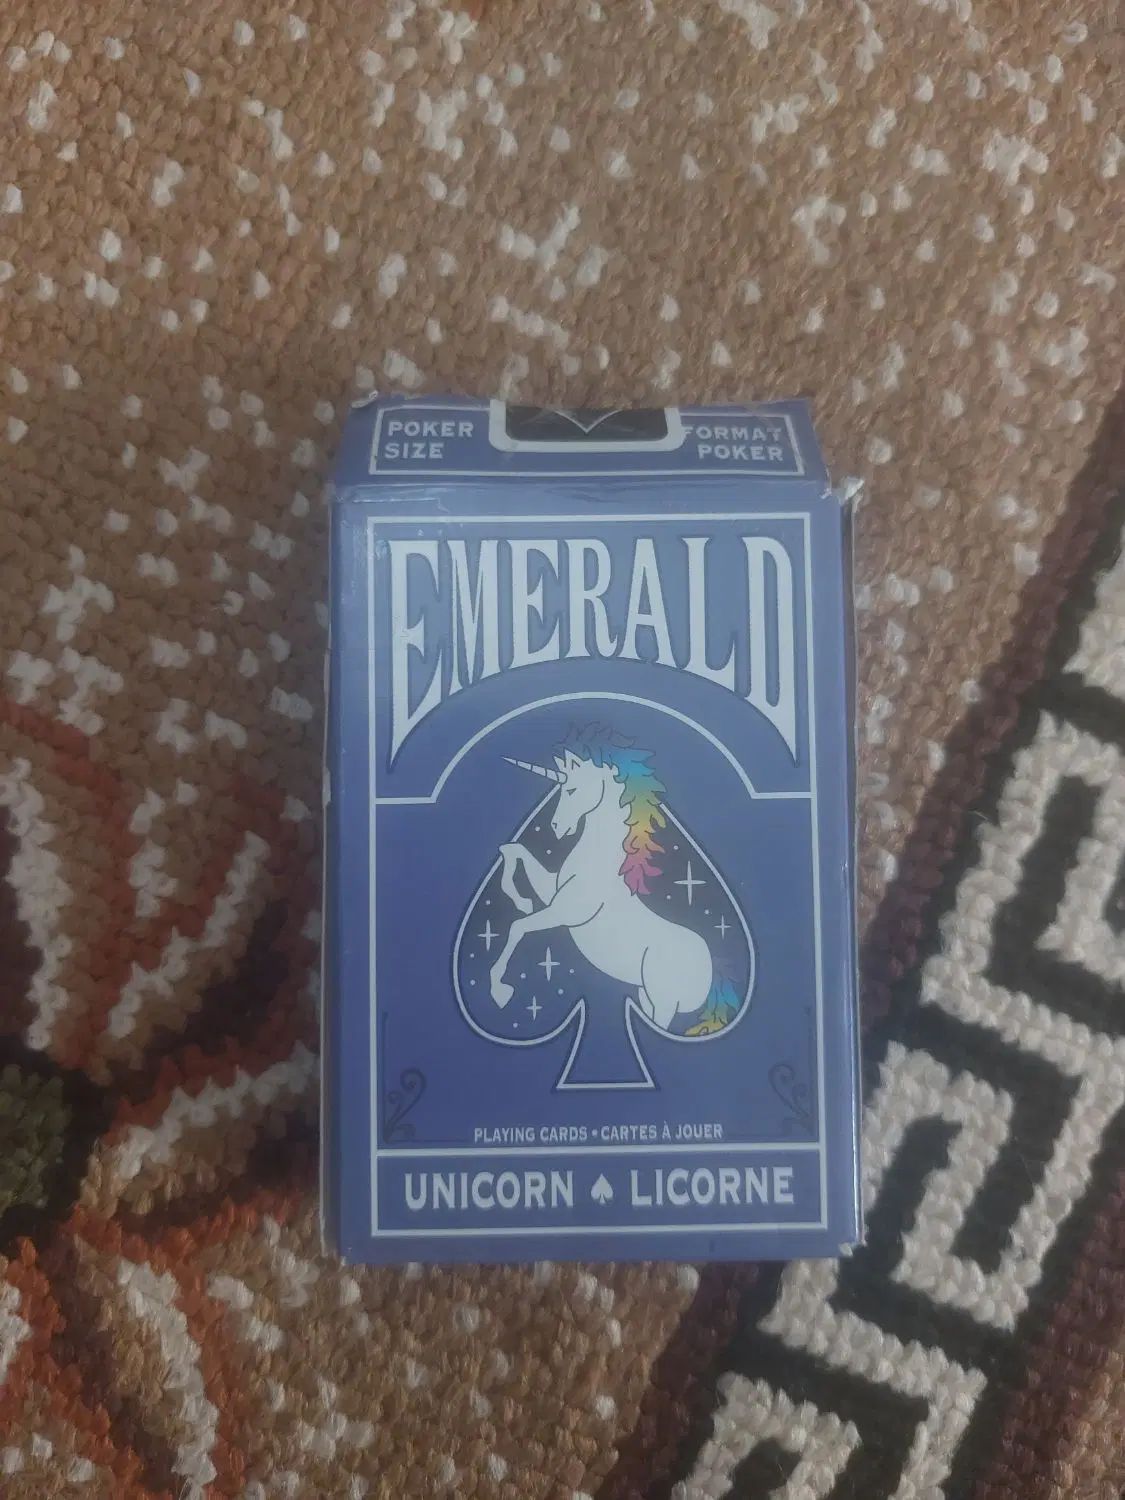 POKER SIZE
FORMAT POKER
EMERALD
PLAYING CARDS • CARTES À JOUER
UNICORN ♠ LICORNE